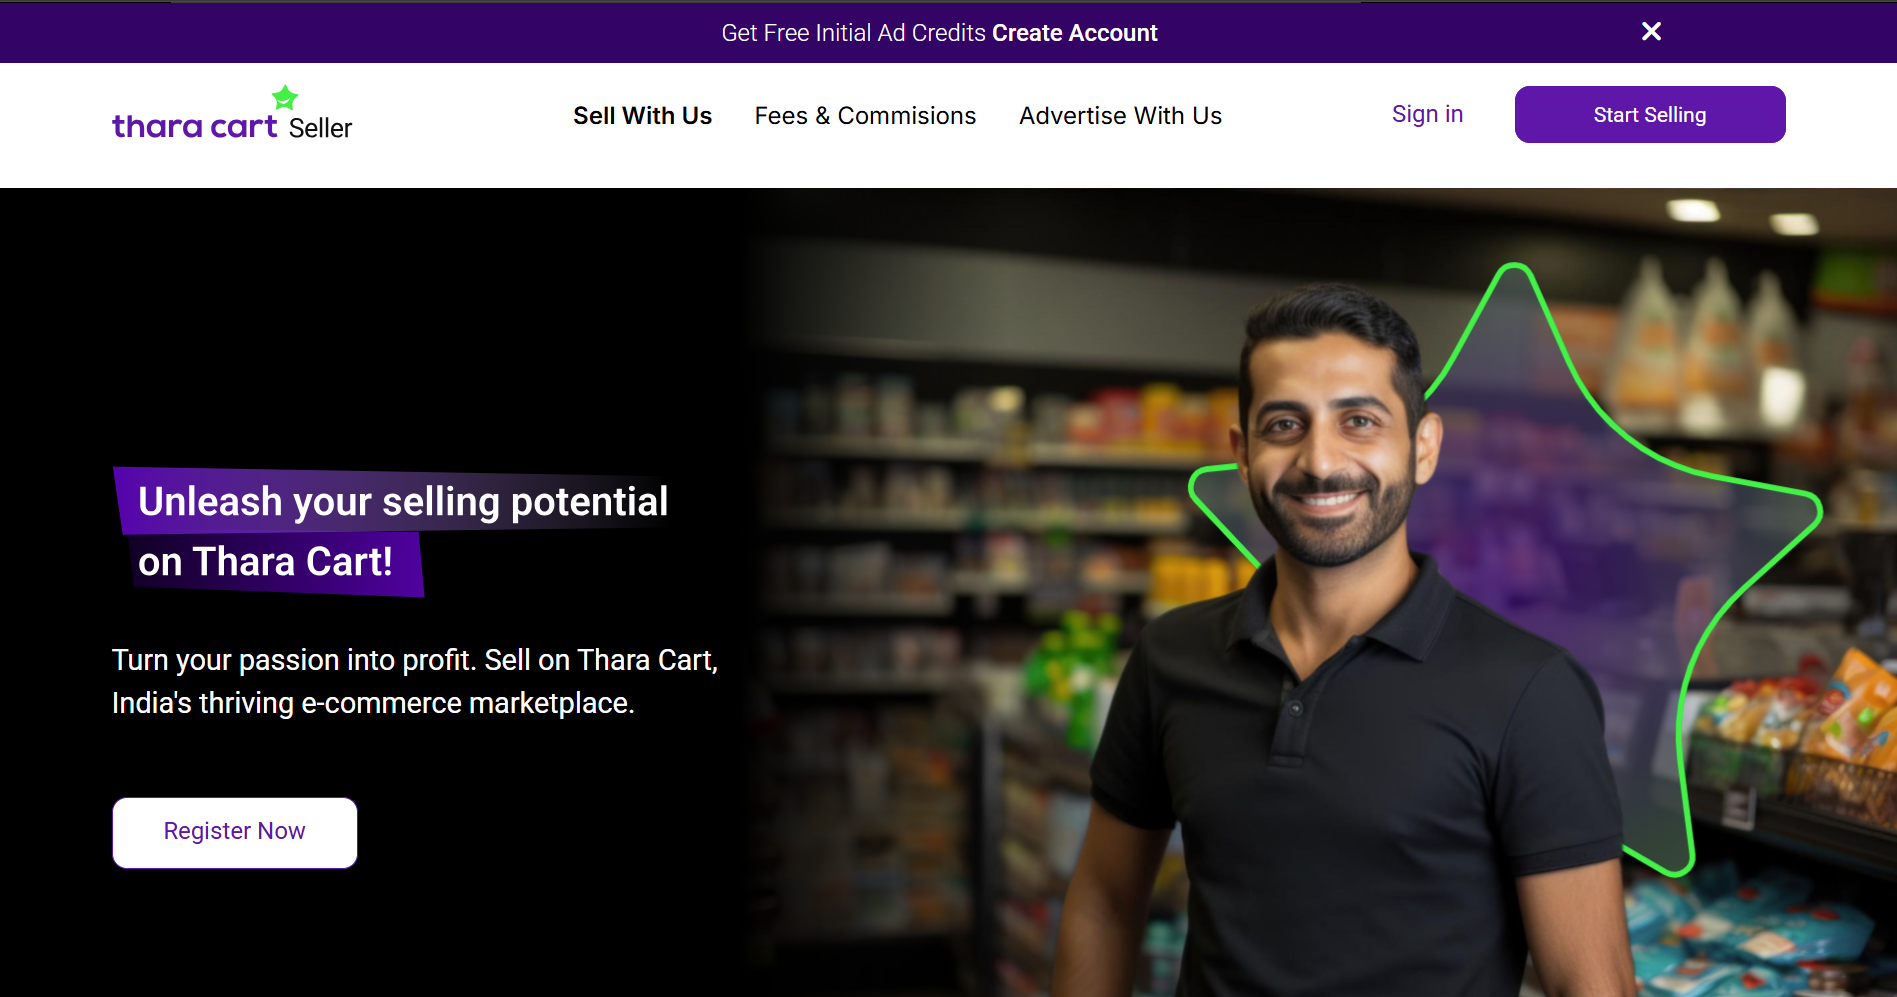 Get Free Initial Ad Credits Create Account
thara cart Seller
Sell With Us
Fees & Commisions
Advertise With Us
Sign in
Start Selling
Unleash your selling potential
on Thara Cart!
Turn your passion into profit. Sell on Thara Cart,
India's thriving e-commerce marketplace.
Register Now